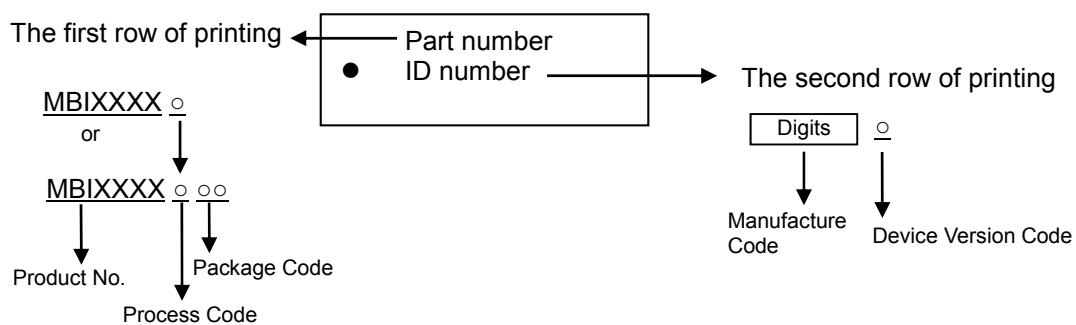 The first row of printing
Part number
ID number
The second row of printing
MBIXXXX ○
or
MBIXXXX ○ ○○
Digits ○
Manufacture
Code
Device Version Code
Product No.
Package Code
Process Code